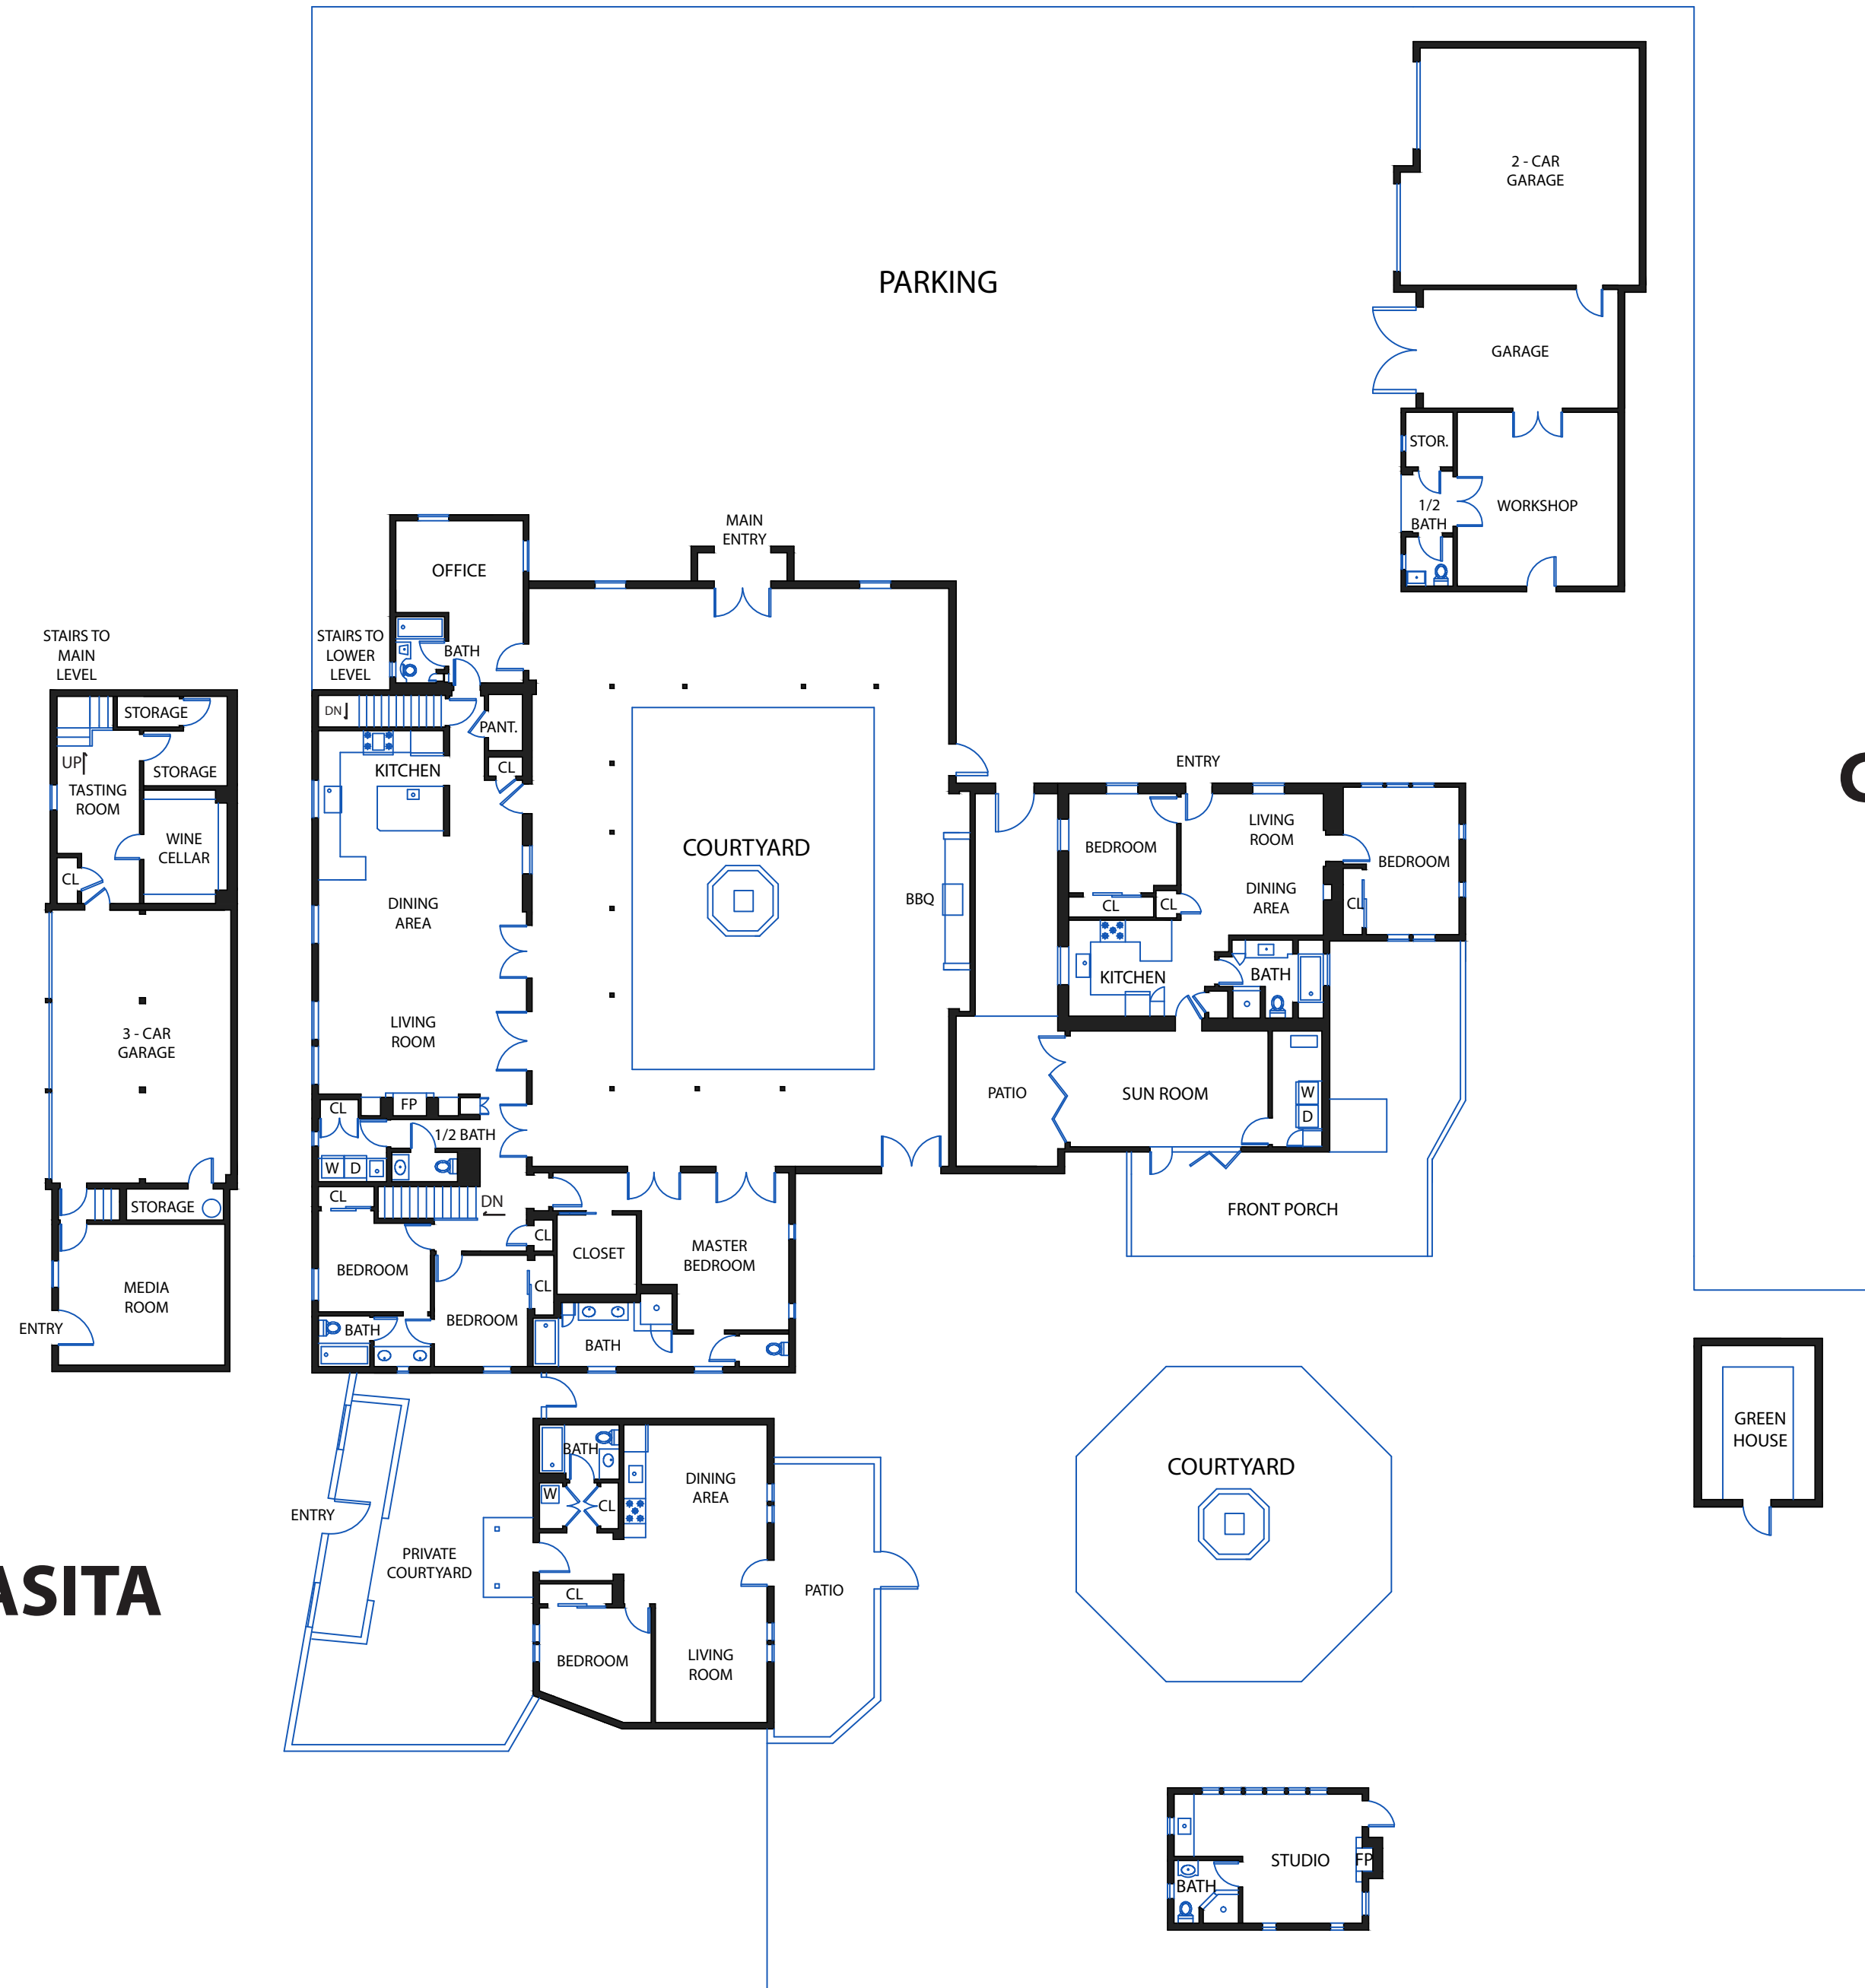 2 - CAR
GARAGE
PARKING
GARAGE
STOR.
1/2
BATH
WORKSHOP
MAIN
ENTRY
OFFICE
BATH
STAIRS TO
MAIN
LEVEL
STAIRS TO
LOWER
LEVEL
STORAGE
UP
STORAGE
TASTING
ROOM
WINE
CELLAR
CL
3 - CAR
GARAGE
STORAGE
MEDIA
ROOM
ENTRY
DN
PANT.
KITCHEN
CL
DINING
AREA
LIVING
ROOM
CL
FP
1/2 BATH
W
D
CL
DN
BEDROOM
CL
CL
BEDROOM
BATH
CLOSET
MASTER
BEDROOM
BATH
COURTYARD
BBQ
PATIO
ENTRY
BEDROOM
CL
CL
LIVING
ROOM
DINING
AREA
BEDROOM
CL
KITCHEN
BATH
SUN ROOM
W
D
FRONT PORCH
C
GREEN
HOUSE
COURTYARD
ENTRY
PRIVATE
COURTYARD
BATH
W
CL
DINING
AREA
CL
BEDROOM
LIVING
ROOM
PATIO
ASITA
STUDIO
FP
BATH